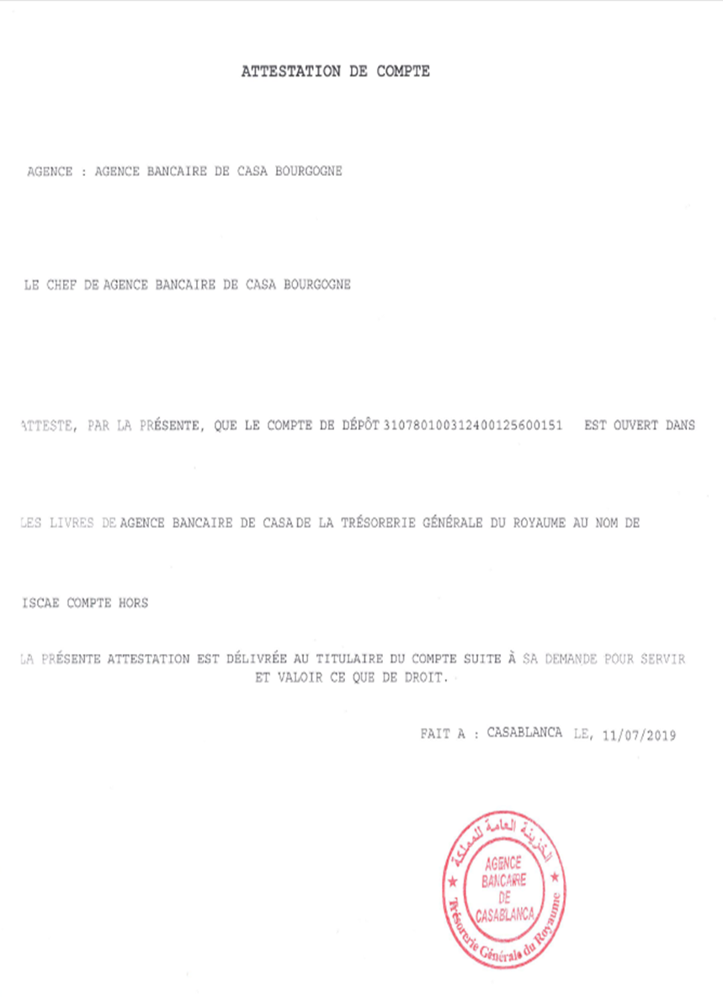 ATTESTATION DE COMPTE
AGENCE : AGENCE BANCAIRE DE CASA BOURGOGNE
LE CHEF DE AGENCE BANCAIRE DE CASA BOURGOGNE
ATTESTE, PAR LA PRÉSENTE, QUE LE COMPTE DE DÉPÔT 310780100312400125600151 EST OUVERT DANS
LES LIVRES DE AGENCE BANCAIRE DE CASA DE LA TRÉSORERIE GÉNÉRALE DU ROYAUME AU NOM DE
ISCAE COMPTE HORS
LA PRÉSENTE ATTESTATION EST DÉLIVRÉE AU TITULAIRE DU COMPTE SUITE À SA DEMANDE POUR SERVIR
ET VALOIR CE QUE DE DROIT.
FAIT A : CASABLANCA LE, 11/07/2019
الخزينة العامة للمملكة
AGENCE
BANCAIRE
DE
CASABLANCA
Trésorerie Générale du Royaume